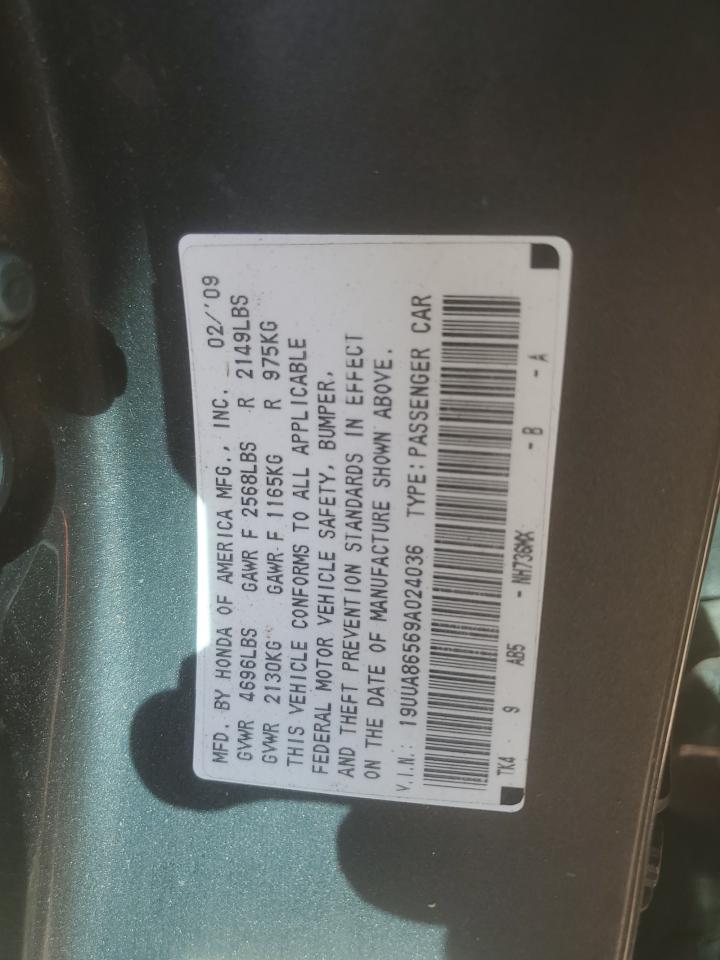 MFD. BY HONDA OF AMERICA MFG., INC. 02/'09
GVWR 4696LBS GAWR F 2568LBS R 2149LBS
GVWR 2130KG GAWR F 1165KG R 975KG
THIS VEHICLE CONFORMS TO ALL APPLICABLE
FEDERAL MOTOR VEHICLE SAFETY, BUMPER,
AND THEFT PREVENTION STANDARDS IN EFFECT
ON THE DATE OF MANUFACTURE SHOWN ABOVE.
V.I.N.: 19UUA86569A024036 TYPE:PASSENGER CAR
TK4 9 AB5 - NH736MX - B - A